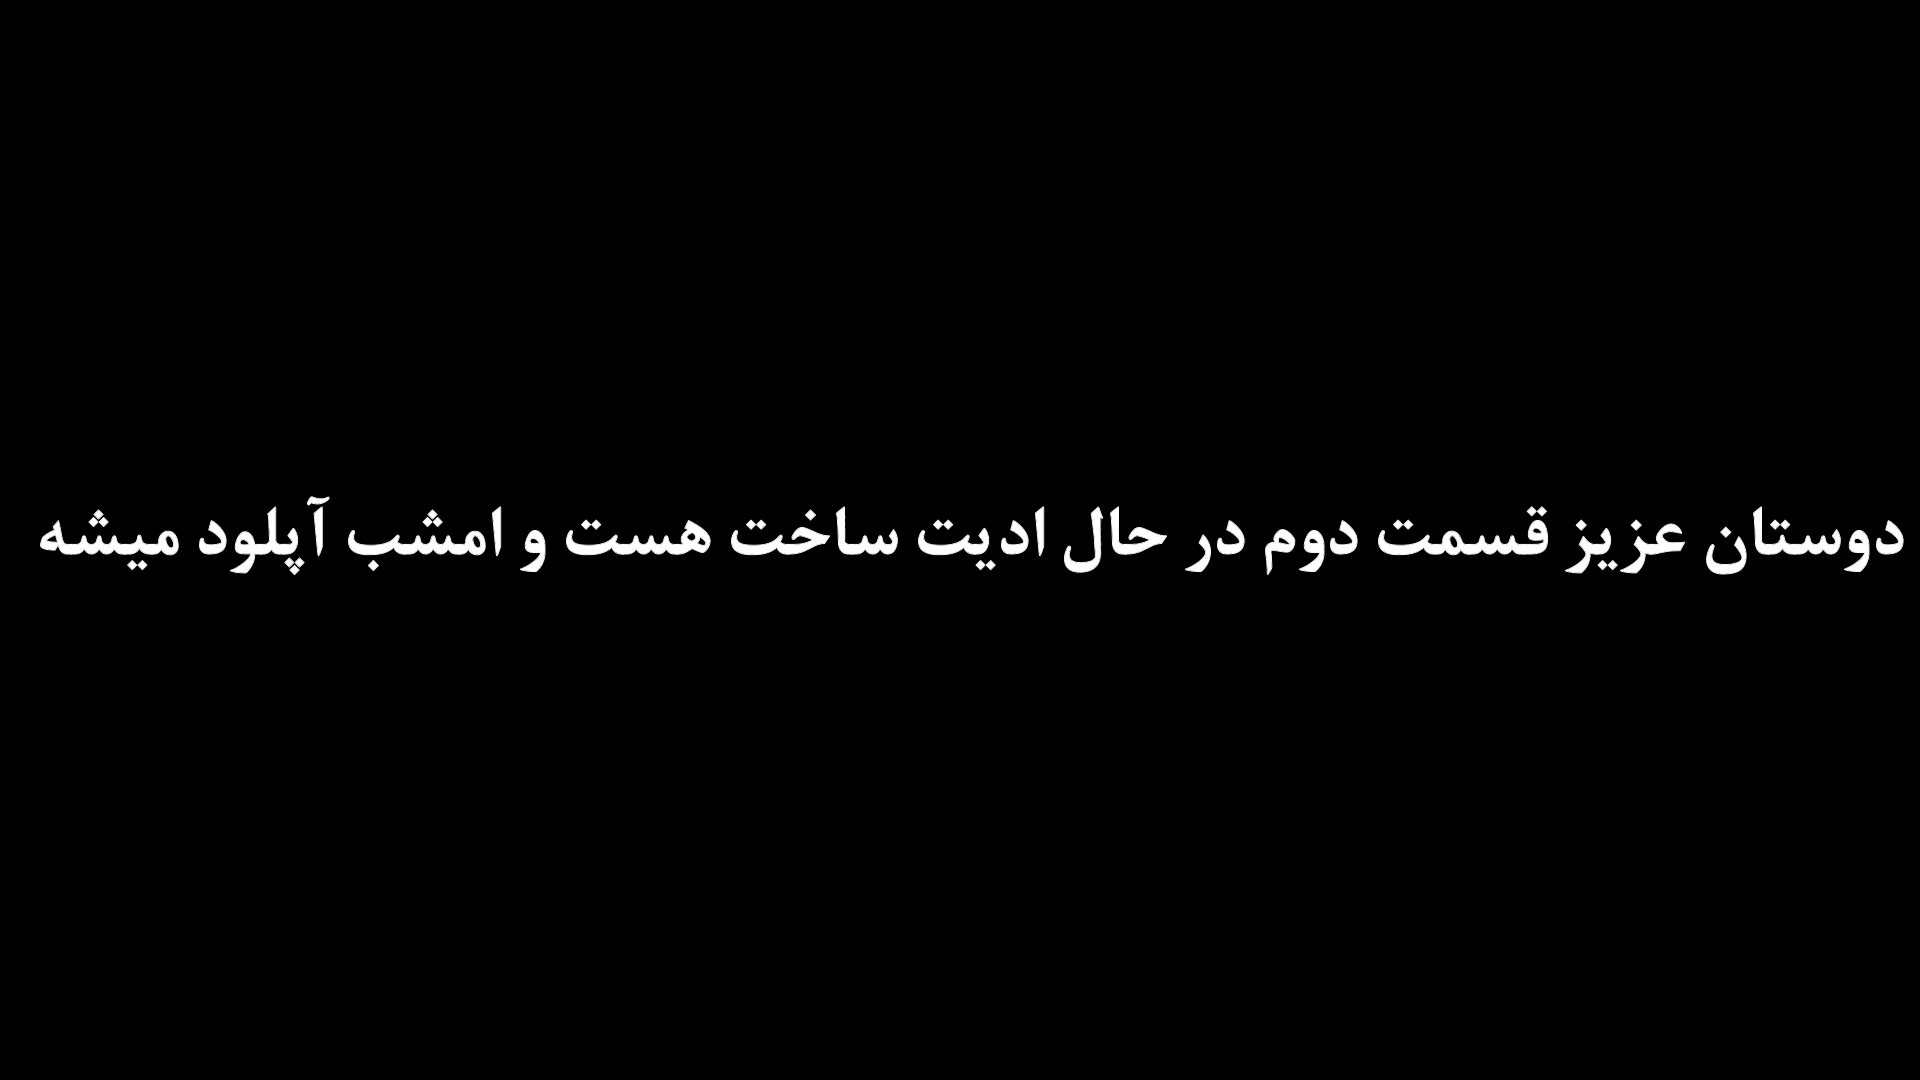 دوستان عزیز قسمت دوم در حال ادیت ساخت هست و امشب آپلود میشه